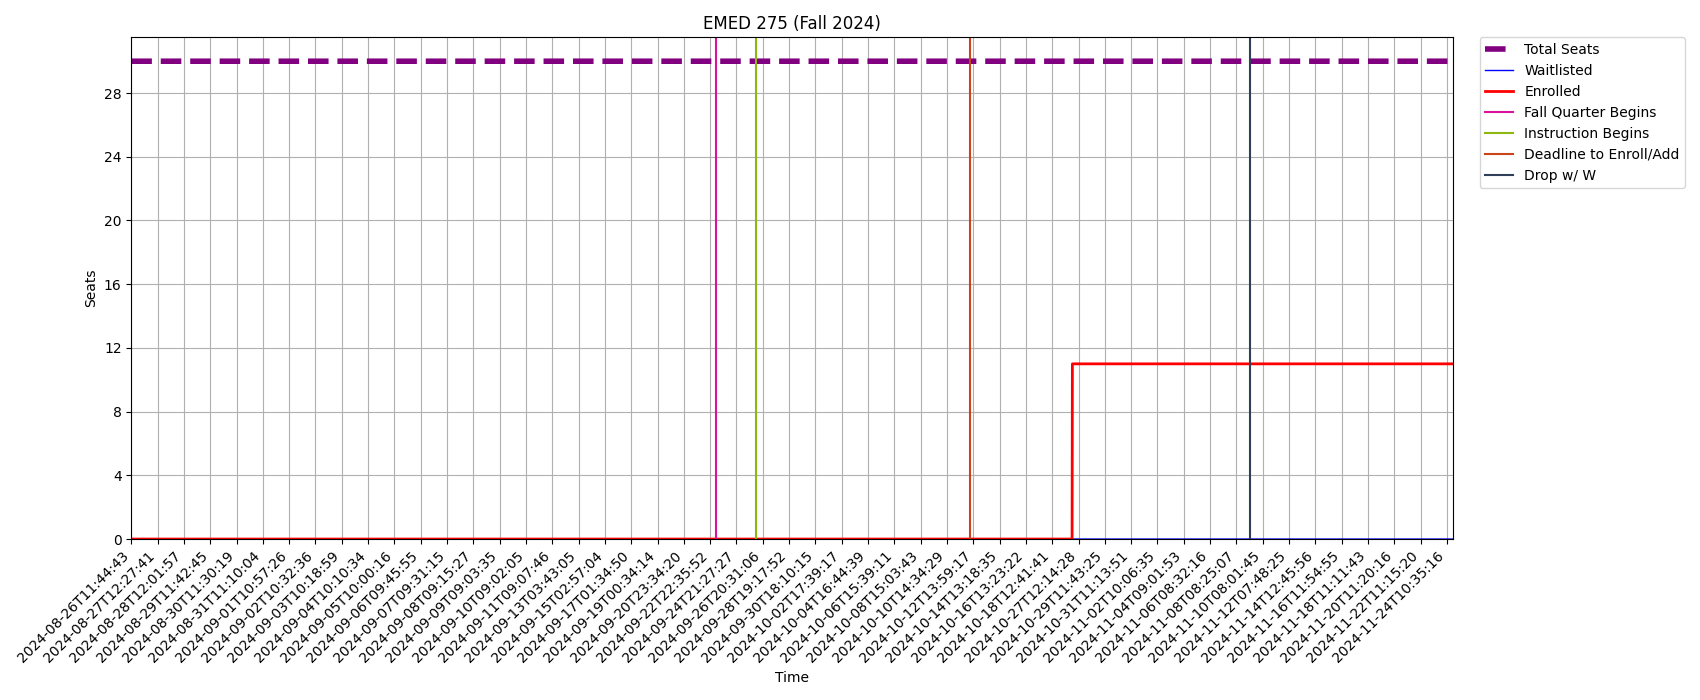 EMED 275 (Fall 2024)
Total Seats
Waitlisted
Enrolled
Fall Quarter Begins
Instruction Begins
Deadline to Enroll/Add
Drop w/ W
Seats
28
24
20
16
12
8
4
0
2024-08-26T11:44:43
2024-08-27T12:27:41
2024-08-28T12:01:57
2024-08-29T11:42:45
2024-08-30T11:30:19
2024-08-31T11:10:04
2024-09-01T10:57:26
2024-09-02T10:32:36
2024-09-03T10:18:59
2024-09-04T10:10:34
2024-09-05T10:00:16
2024-09-06T09:45:55
2024-09-07T09:31:15
2024-09-08T09:15:27
2024-09-09T09:03:35
2024-09-10T09:02:05
2024-09-11T09:07:46
2024-09-13T03:43:05
2024-09-15T02:57:04
2024-09-17T01:34:50
2024-09-19T00:34:14
2024-09-20T23:34:20
2024-09-22T22:35:52
2024-09-24T21:27:27
2024-09-26T20:31:06
2024-09-28T19:17:52
2024-09-30T18:10:15
2024-10-02T17:39:17
2024-10-04T16:44:39
2024-10-06T15:39:11
2024-10-08T15:03:43
2024-10-10T14:34:29
2024-10-12T13:59:17
2024-10-14T13:18:35
2024-10-16T13:23:22
2024-10-18T12:41:41
2024-10-27T12:14:28
2024-10-29T11:43:25
2024-10-31T11:13:51
2024-11-02T10:06:35
2024-11-04T09:01:53
2024-11-06T08:32:16
2024-11-08T08:25:07
2024-11-10T08:01:45
2024-11-12T07:48:25
2024-11-14T12:45:56
2024-11-16T11:54:55
2024-11-18T11:11:43
2024-11-20T11:20:16
2024-11-22T11:15:20
2024-11-24T10:35:16
Time